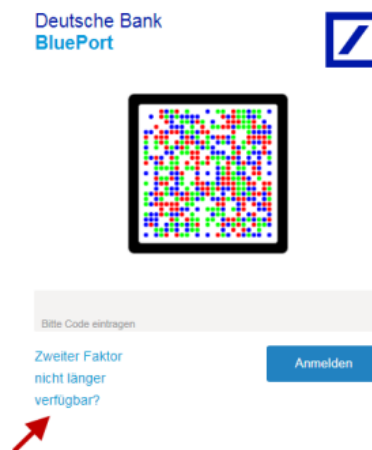 Deutsche Bank
BluePort
Bitte Code eintragen
Zweiter Faktor
nicht länger
verfügbar?
Anmelden